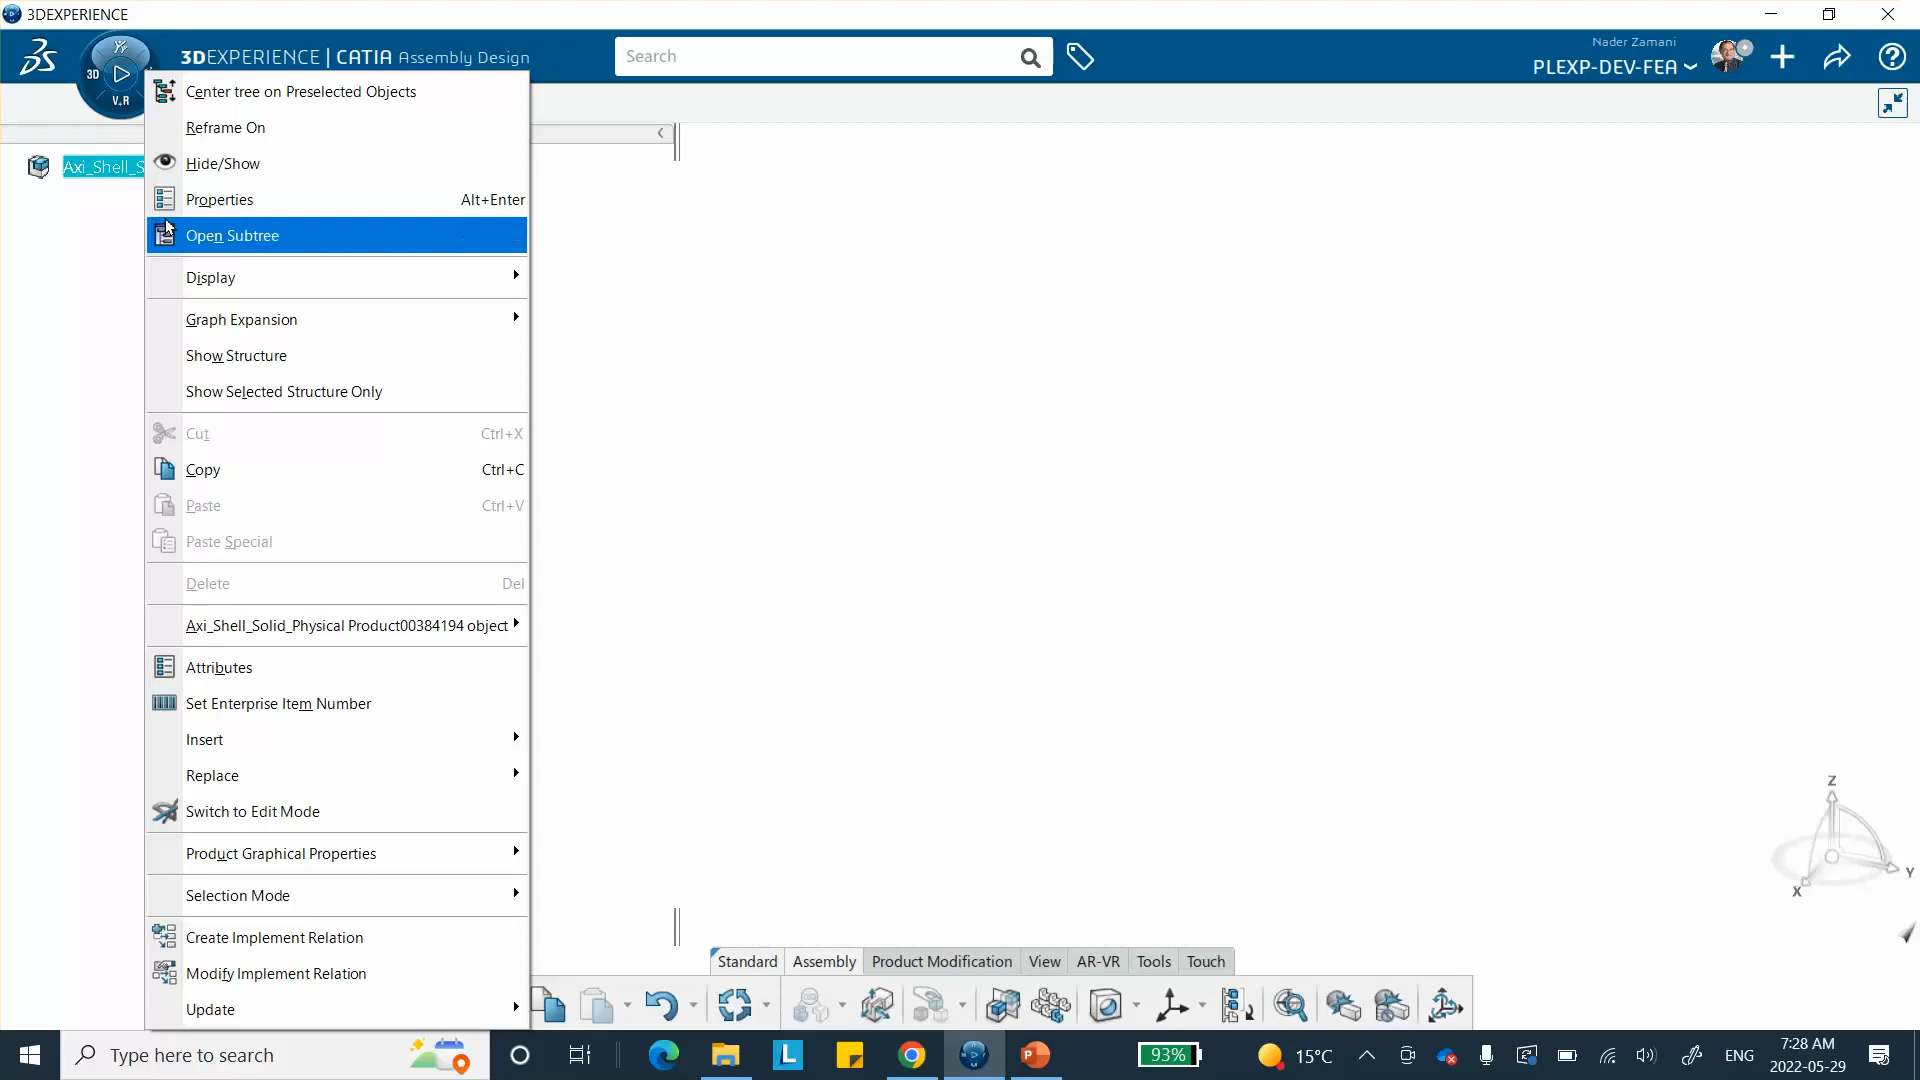 3DEXPERIENCE
3DEXPERIENCE | CATIA Assembly Design
Search
Nader Zamani
PLEXP-DEV-FEA
3D
V.R
Axi_Shell_S
Center tree on Preselected Objects
Reframe On
Hide/Show
Properties Alt+Enter
Open Subtree
Display
Graph Expansion
Show Structure
Show Selected Structure Only
Cut Ctrl+X
Copy Ctrl+C
Paste Ctrl+V
Paste Special
Delete Del
Axi_Shell_Solid_Physical Product00384194 object
Attributes
Set Enterprise Item Number
Insert
Replace
Switch to Edit Mode
Product Graphical Properties
Selection Mode
Create Implement Relation
Modify Implement Relation
Update
Z
Y
X
Standard Assembly Product Modification View AR-VR Tools Touch
Type here to search
93%
15°C
ENG
7:28 AM
2022-05-29